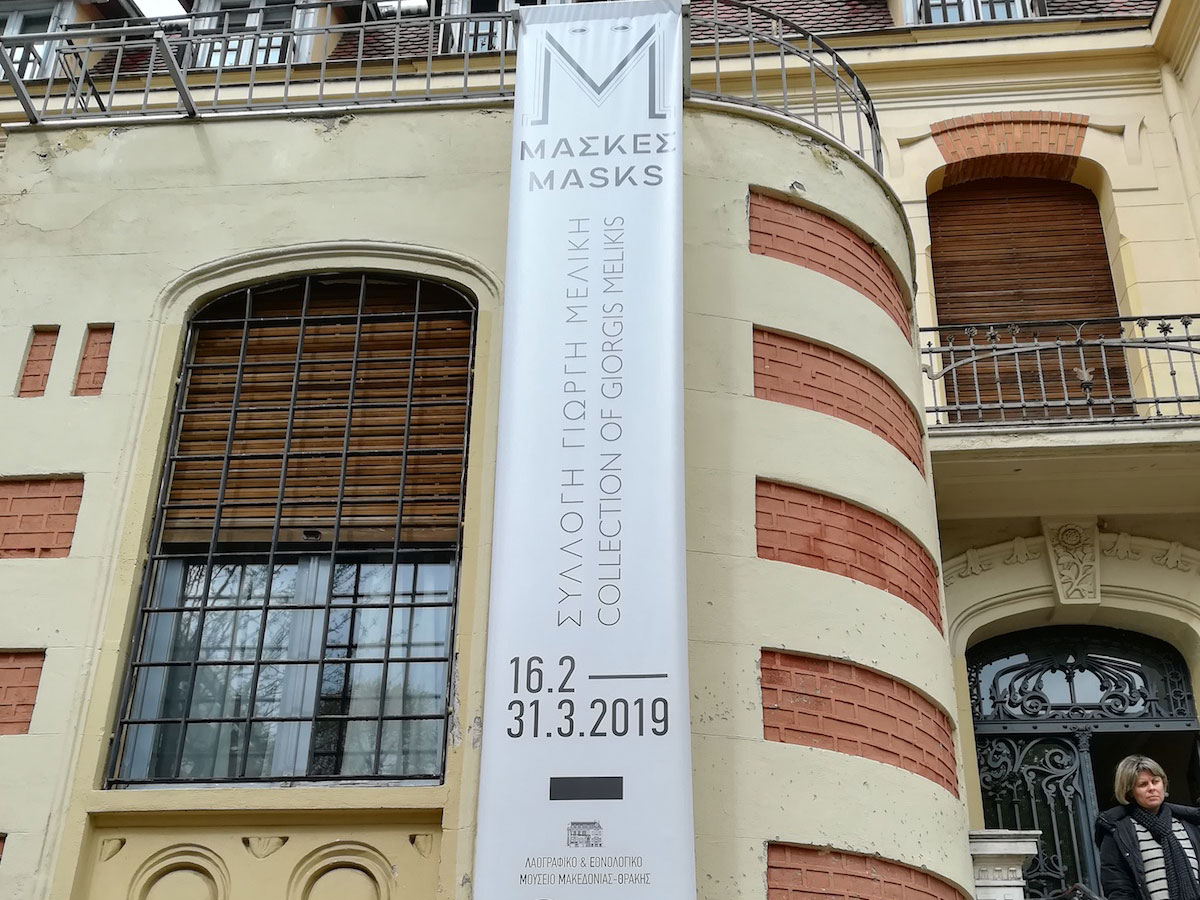 M
ΜΑΣΚΕΣ
MASKS
ΣΥΛΛΟΓΗ ΓΙΩΡΓΗ ΜΕΛΙΚΗ
COLLECTION OF GIORGIS MELIKIS
16.2 —
31.3.2019
ΛΑΟΓΡΑΦΙΚΟ & ΕΘΝΟΛΟΓΙΚΟ
ΜΟΥΣΕΙΟ ΜΑΚΕΔΟΝΙΑΣ-ΘΡΑΚΗΣ